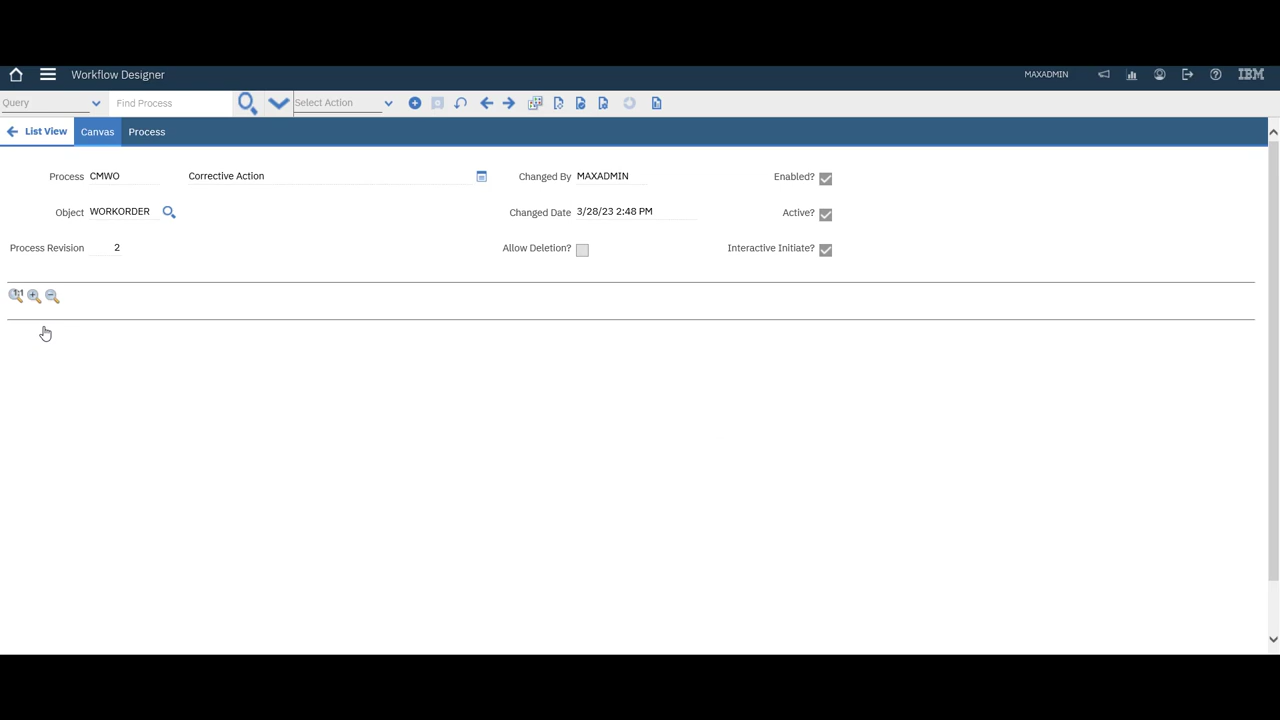 Workflow Designer MAXADMIN IBM
Query Find Process Select Action
List View Canvas Process
Process CMWO Corrective Action Changed By MAXADMIN Enabled?
Object WORKORDER Changed Date 3/28/23 2:48 PM Active?
Process Revision 2 Allow Deletion? Interactive Initiate?
1:1